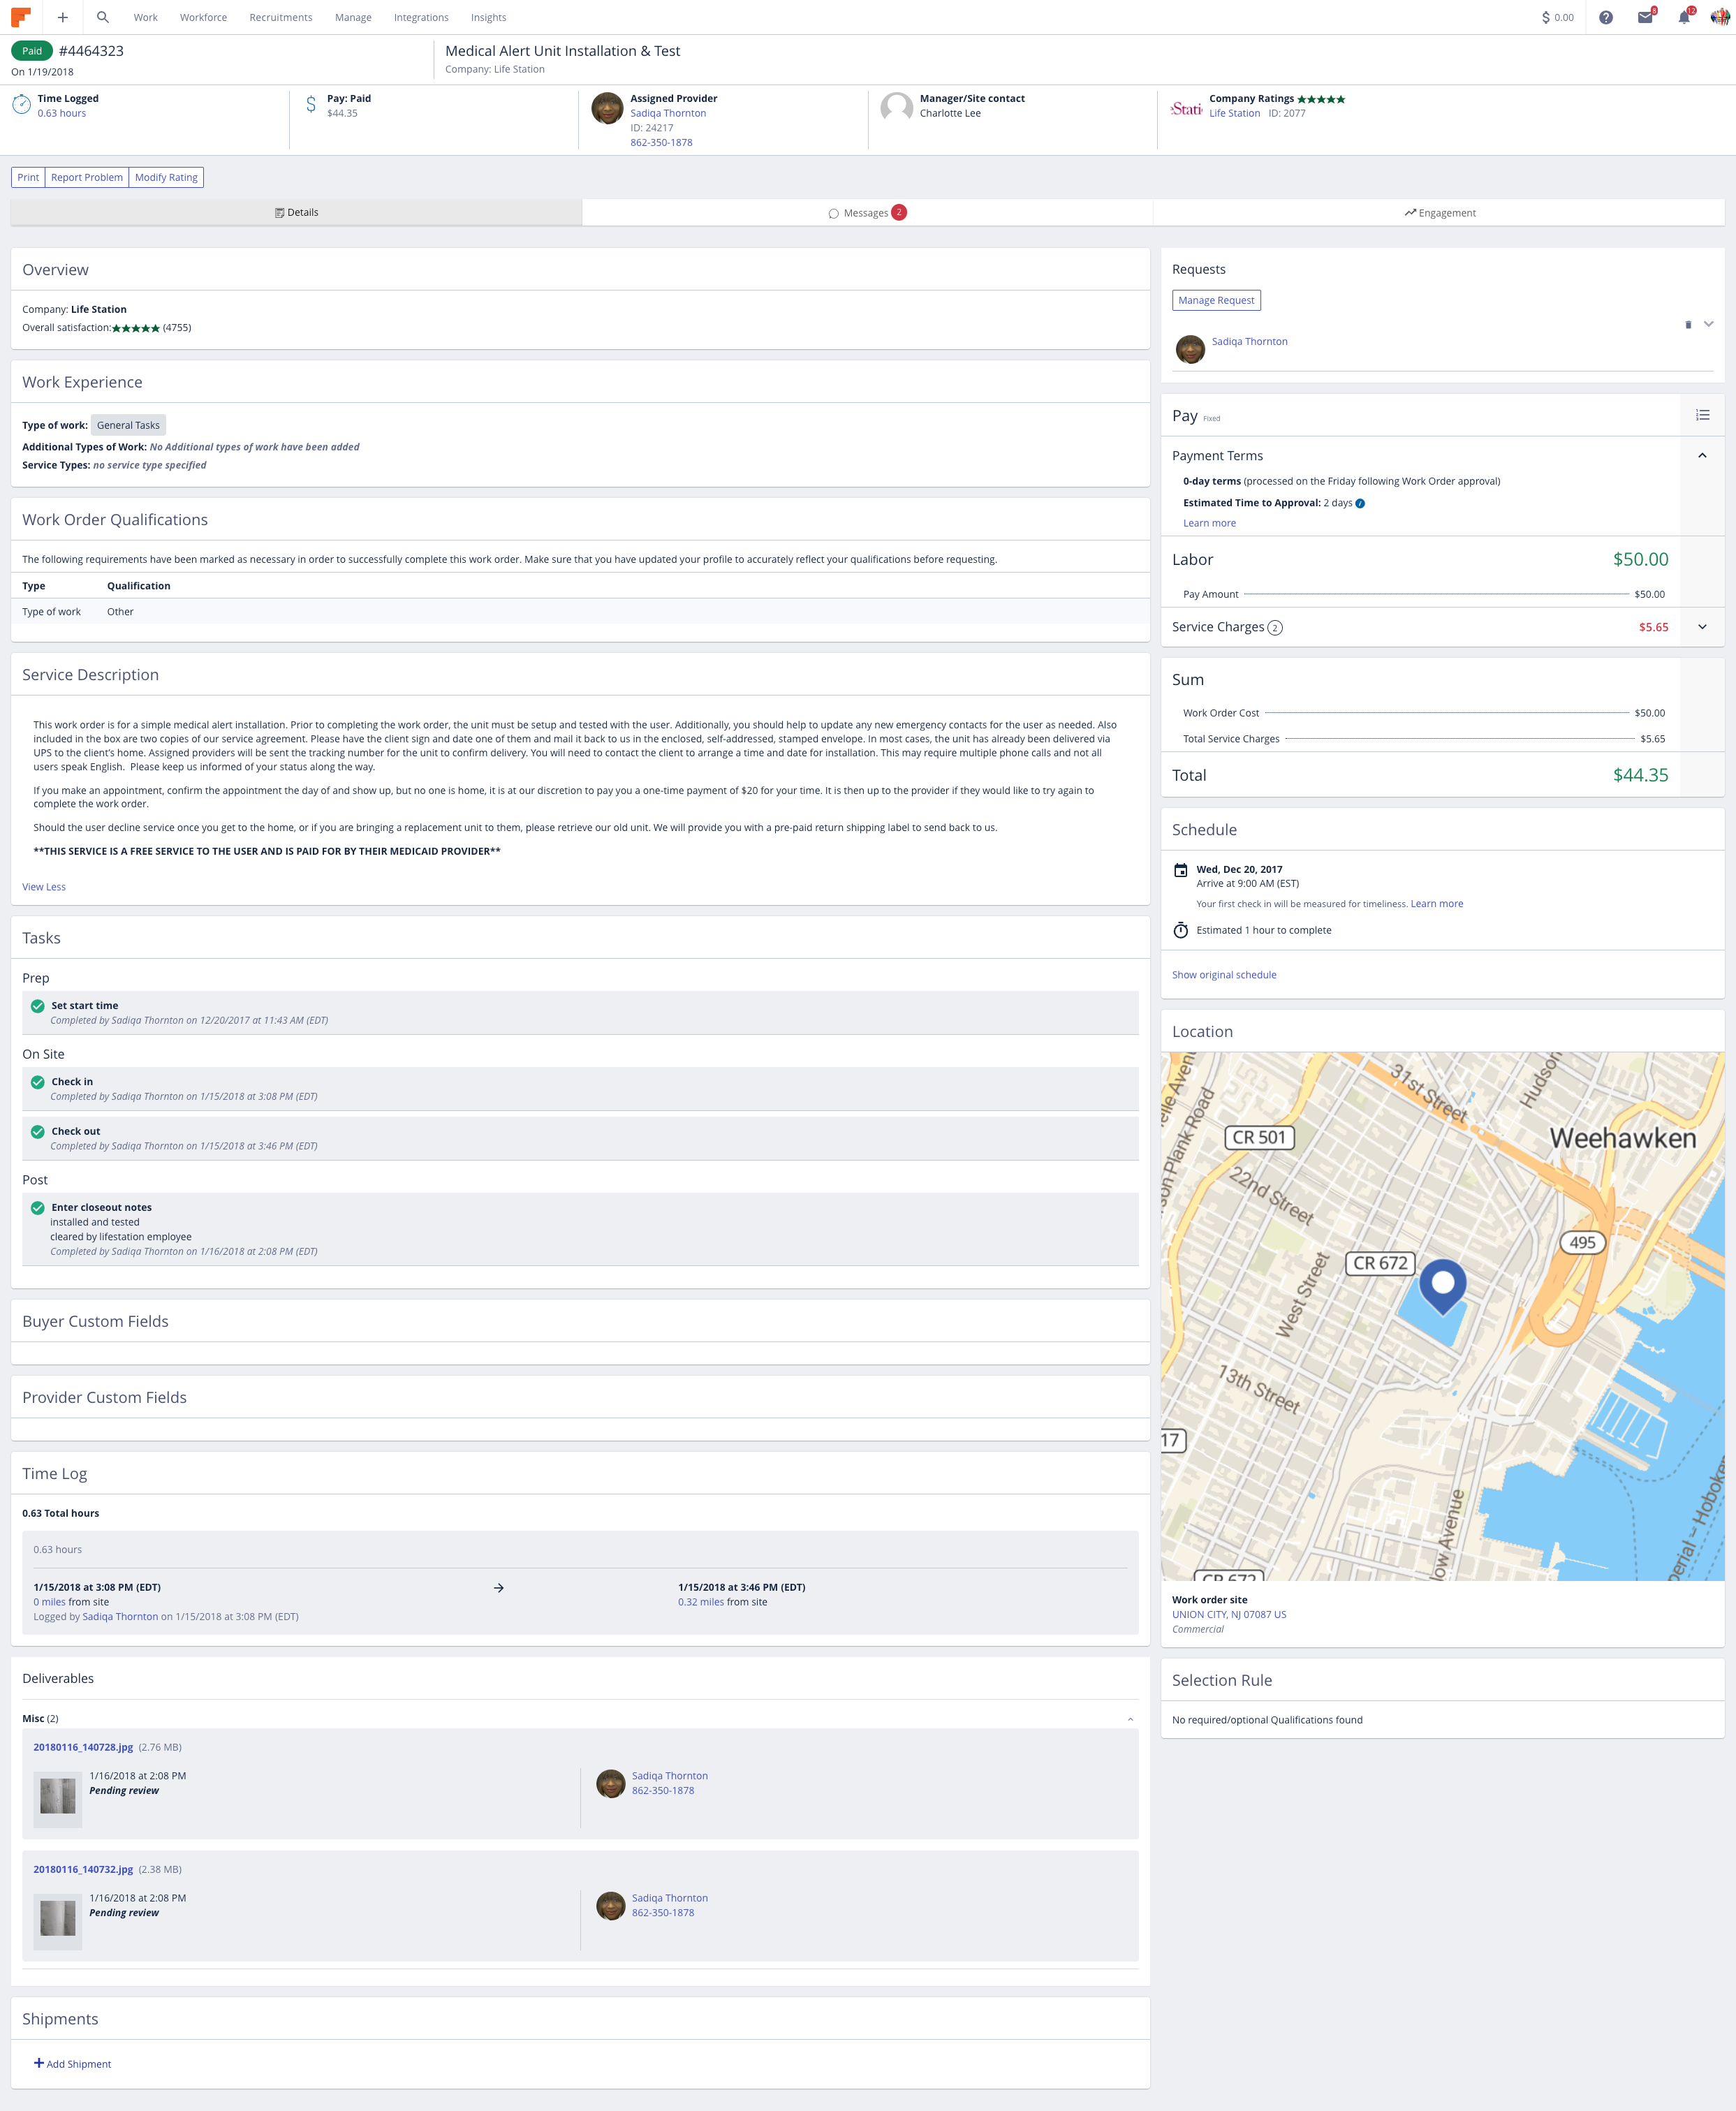 Work Workforce Recruitments Manage Integrations Insights $ 0.00 8 12
Paid #4464323
On 1/19/2018
Medical Alert Unit Installation & Test
Company: Life Station
Time Logged
0.63 hours
Pay: Paid
$44.35
Assigned Provider
Sadiqa Thornton
ID: 24217
862-350-1878
Manager/Site contact
Charlotte Lee
Stati
Company Ratings ★★★★★
Life Station ID: 2077
Print Report Problem Modify Rating
Details Messages 2 Engagement
Overview
Company: Life Station
Overall satisfaction:★★★★★ (4755)
Work Experience
Type of work: General Tasks
Additional Types of Work: No Additional types of work have been added
Service Types: no service type specified
Work Order Qualifications
The following requirements have been marked as necessary in order to successfully complete this work order. Make sure that you have updated your profile to accurately reflect your qualifications before requesting.
Type Qualification
Type of work Other
Service Description
This work order is for a simple medical alert installation. Prior to completing the work order, the unit must be setup and tested with the user. Additionally, you should help to update any new emergency contacts for the user as needed. Also
included in the box are two copies of our service agreement. Please have the client sign and date one of them and mail it back to us in the enclosed, self-addressed, stamped envelope. In most cases, the unit has already been delivered via
UPS to the client's home. Assigned providers will be sent the tracking number for the unit to confirm delivery. You will need to contact the client to arrange a time and date for installation. This may require multiple phone calls and not all
users speak English. Please keep us informed of your status along the way.
If you make an appointment, confirm the appointment the day of and show up, but no one is home, it is at our discretion to pay you a one-time payment of $20 for your time. It is then up to the provider if they would like to try again to
complete the work order.
Should the user decline service once you get to the home, or if you are bringing a replacement unit to them, please retrieve our old unit. We will provide you with a pre-paid return shipping label to send back to us.
**THIS SERVICE IS A FREE SERVICE TO THE USER AND IS PAID FOR BY THEIR MEDICAID PROVIDER**
View Less
Tasks
Prep
Set start time
Completed by Sadiqa Thornton on 12/20/2017 at 11:43 AM (EDT)
On Site
Check in
Completed by Sadiqa Thornton on 1/15/2018 at 3:08 PM (EDT)
Check out
Completed by Sadiqa Thornton on 1/15/2018 at 3:46 PM (EDT)
Post
Enter closeout notes
installed and tested
cleared by lifestation employee
Completed by Sadiqa Thornton on 1/16/2018 at 2:08 PM (EDT)
Buyer Custom Fields
Provider Custom Fields
Time Log
0.63 Total hours
0.63 hours
1/15/2018 at 3:08 PM (EDT)
0 miles from site
Logged by Sadiqa Thornton on 1/15/2018 at 3:08 PM (EDT)
1/15/2018 at 3:46 PM (EDT)
0.32 miles from site
Deliverables
Misc (2)
20180116_140728.jpg (2.76 MB)
1/16/2018 at 2:08 PM
Pending review
Sadiqa Thornton
862-350-1878
20180116_140732.jpg (2.38 MB)
1/16/2018 at 2:08 PM
Pending review
Sadiqa Thornton
862-350-1878
Shipments
Add Shipment
Requests
Manage Request
Sadiqa Thornton
Pay Fixed
Payment Terms
0-day terms (processed on the Friday following Work Order approval)
Estimated Time to Approval: 2 days
Learn more
Labor $50.00
Pay Amount $50.00
Service Charges 2 $5.65
Sum
Work Order Cost $50.00
Total Service Charges $5.65
Total $44.35
Schedule
Wed, Dec 20, 2017
Arrive at 9:00 AM (EST)
Your first check in will be measured for timeliness. Learn more
Estimated 1 hour to complete
Show original schedule
Location
elle Aven
son Plank Road
31st Street
Hudson
CR 501
Weehawken
22nd Street
495
CR 672
West Street
13th Street
17
low Avenue
perial – Hoboke
CR 672
Work order site
UNION CITY, NJ 07087 US
Commercial
Selection Rule
No required/optional Qualifications found